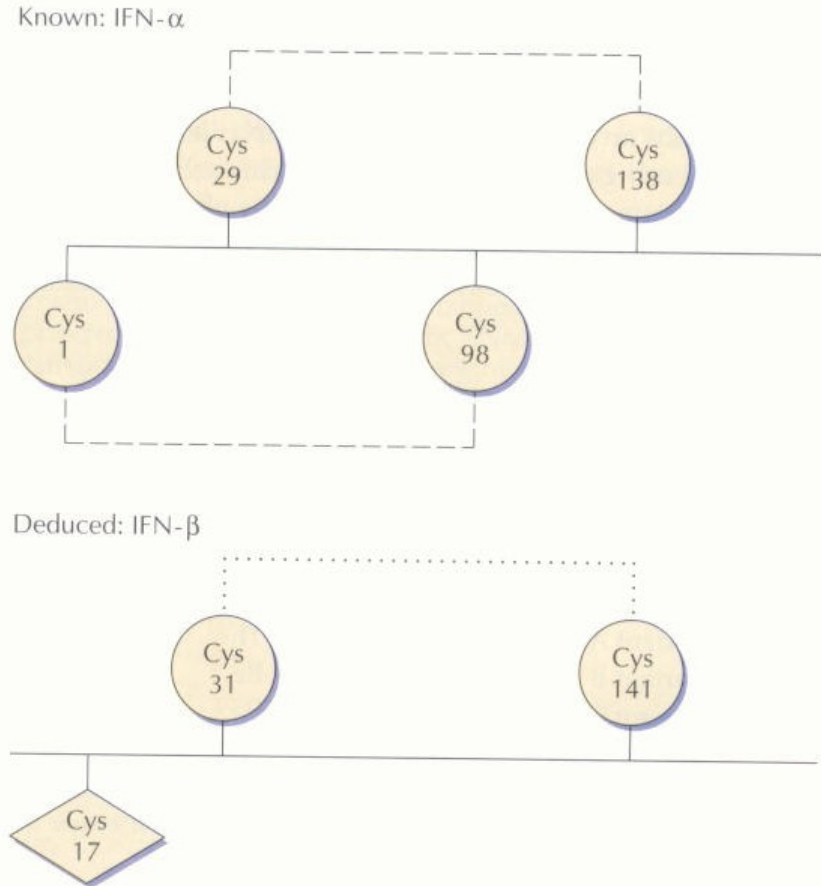 Known: IFN-α
Cys
29
Cys
138
Cys
1
Cys
98
Deduced: IFN-β
Cys
31
Cys
141
Cys
17